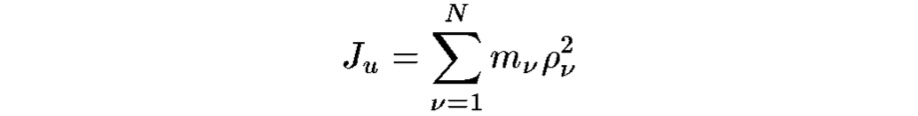 $J_u = \sum_{\nu=1}^{N} m_\nu \rho_\nu^2$